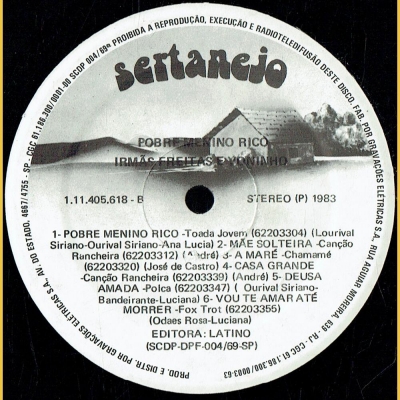 SCDP 004/69ª PROIBIDA A REPRODUÇÃO, EXECUÇÃO E RADIOTELEDIFUSÃO DESTE DISCO. FAB. POR GRAVAÇÕES ELÉTRICAS S.A. RUA AGUIAR MOREIRA, 639 - RJ - CGC 61.186.300/0003-63
sertanejo
POBRE MENINO RICO
IRMÃS FREITAS E YONINHO
1.11.405.618 - B
STEREO (P) 1983
1- POBRE MENINO RICO -Toada Jovem (62203304) (Lourival
Siriano-Ourival Siriano-Ana Lucia) 2- MÃE SOLTEIRA -Canção
Rancheira (62203312) (André) 3- A MARÉ -Chamamé
(62203320) (José de Castro) 4- CASA GRANDE
-Canção Rancheira (62203339) (André) 5- DEUSA
AMADA -Polca (62203347) ( Ourival Siriano-
Bandeirante-Luciana) 6- VOU TE AMAR ATÉ
MORRER -Fox Trot (62203355)
(Odaes Rosa-Luciana)
EDITORA: LATINO
(SCDP-DPF-004/69-SP)
PROD. E DISTR. POR GRAVAÇÕES ELÉTRICAS S.A. AV. DO ESTADO, 4667/4755 - SP - CGC 61.186.300/0001-00